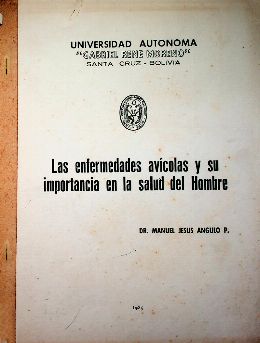 UNIVERSIDAD AUTONOMA
"GABRIEL RENE MORENO"
SANTA CRUZ - BOLIVIA
Las enfermedades avícolas y su
importancia en la salud del Hombre
DR. MANUEL JESUS ANGULO P.